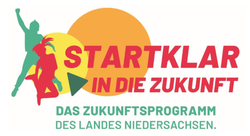 STARTKLAR
IN DIE ZUKUNFT
DAS ZUKUNFTSPROGRAMM
DES LANDES NIEDERSACHSEN.